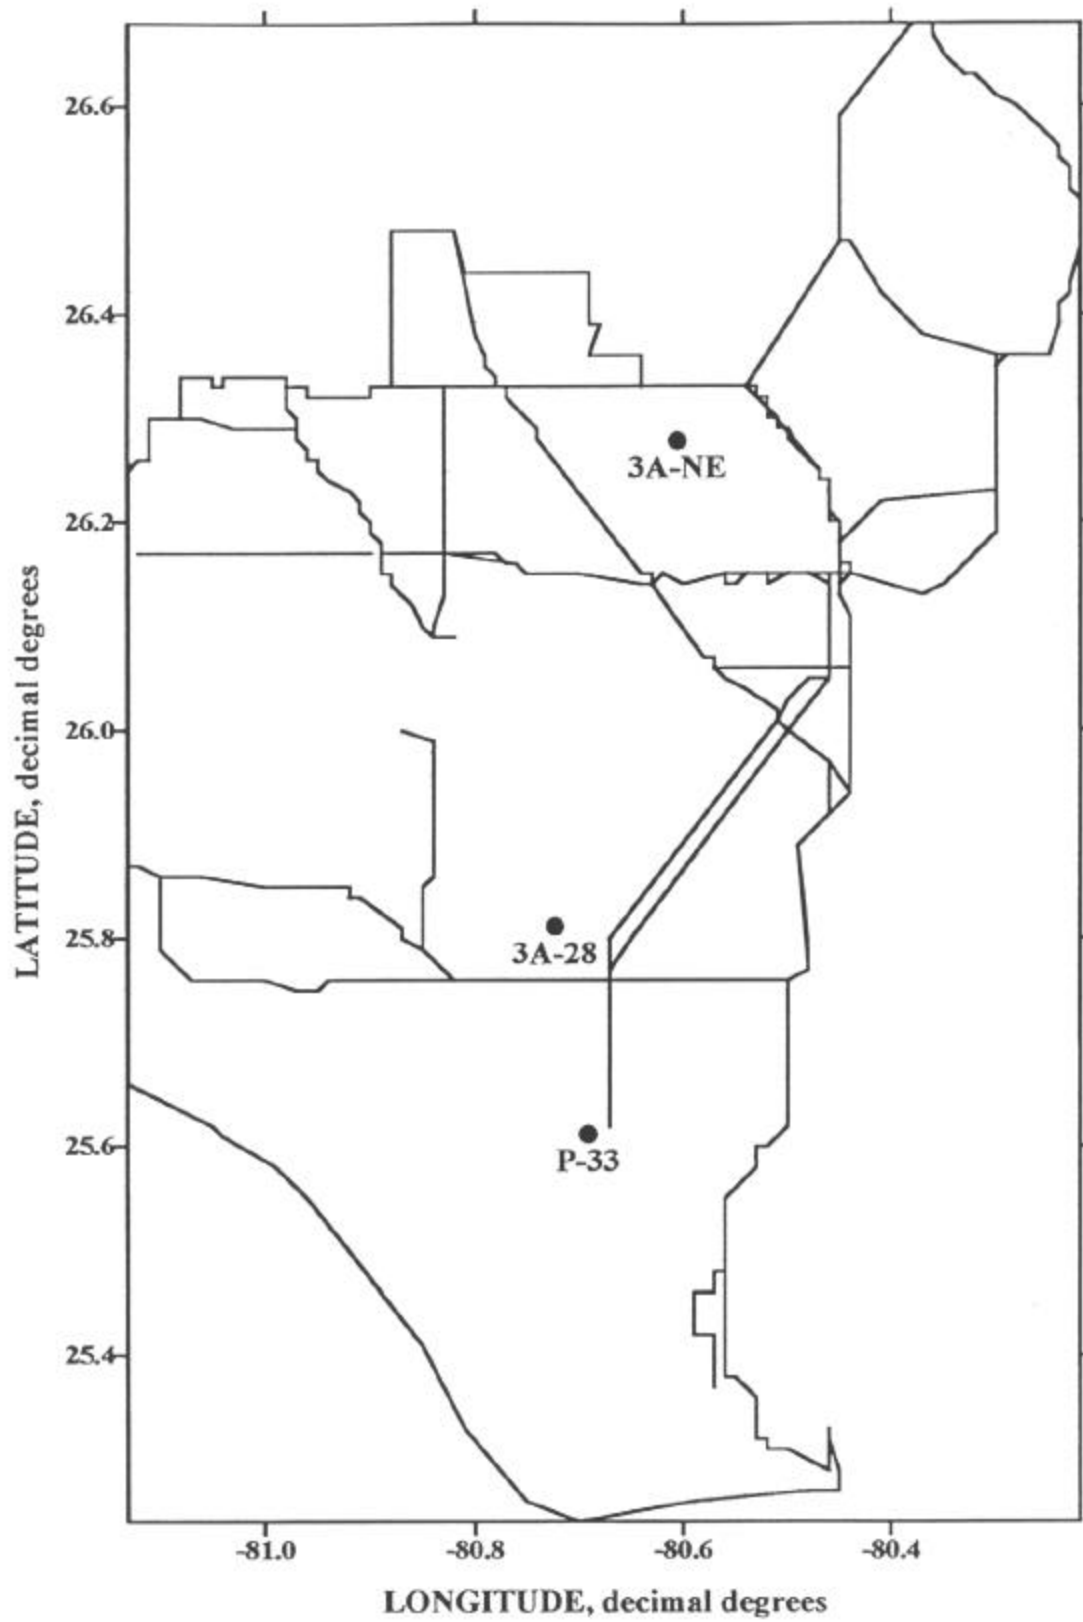 26.6
26.4
3A-NE
26.2
LATITUDE, decimal degrees
26.0
25.8
3A-28
25.6
P-33
25.4
-81.0 -80.8 -80.6 -80.4
LONGITUDE, decimal degrees